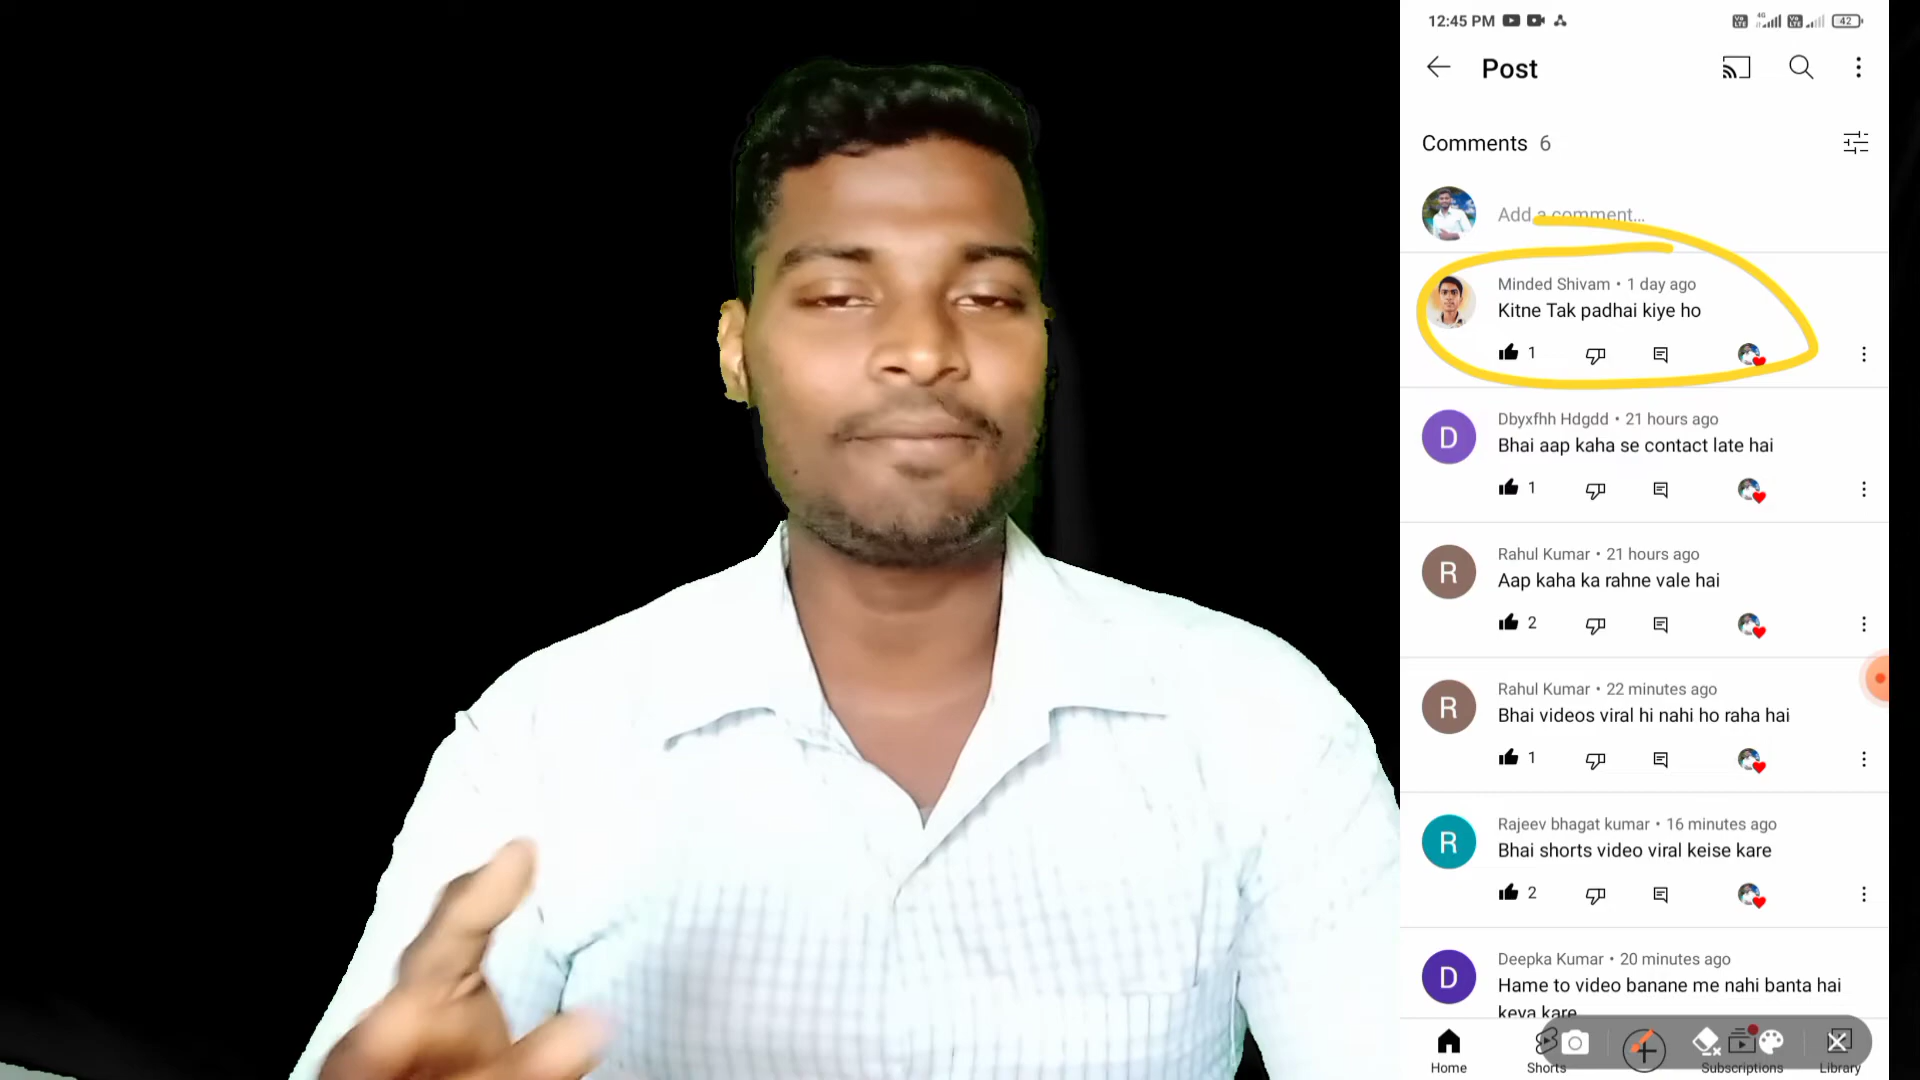 12:45 PM
4G
42
Post
Comments 6
Add a comment...
Minded Shivam • 1 day ago
Kitne Tak padhai kiye ho
1
D
Dbyxfhh Hdgdd • 21 hours ago
Bhai aap kaha se contact late hai
1
R
Rahul Kumar • 21 hours ago
Aap kaha ka rahne vale hai
2
R
Rahul Kumar • 22 minutes ago
Bhai videos viral hi nahi ho raha hai
1
R
Rajeev bhagat kumar • 16 minutes ago
Bhai shorts video viral keise kare
2
D
Deepka Kumar • 20 minutes ago
Hame to video banane me nahi banta hai
keya kare
Home Shorts Subscriptions Library